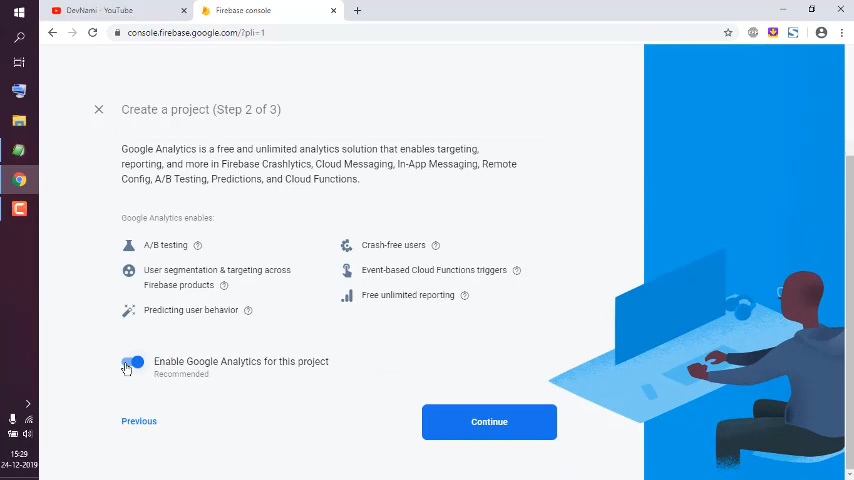 DevNami - YouTube
Firebase console
console.firebase.google.com/?pli=1
Create a project (Step 2 of 3)
Google Analytics is a free and unlimited analytics solution that enables targeting,
reporting, and more in Firebase Crashlytics, Cloud Messaging, In-App Messaging, Remote
Config, A/B Testing, Predictions, and Cloud Functions.
Google Analytics enables:
A/B testing
Crash-free users
User segmentation & targeting across
Firebase products
Event-based Cloud Functions triggers
Predicting user behavior
Free unlimited reporting
Enable Google Analytics for this project
Recommended
Previous
Continue
15:29
24-12-2019